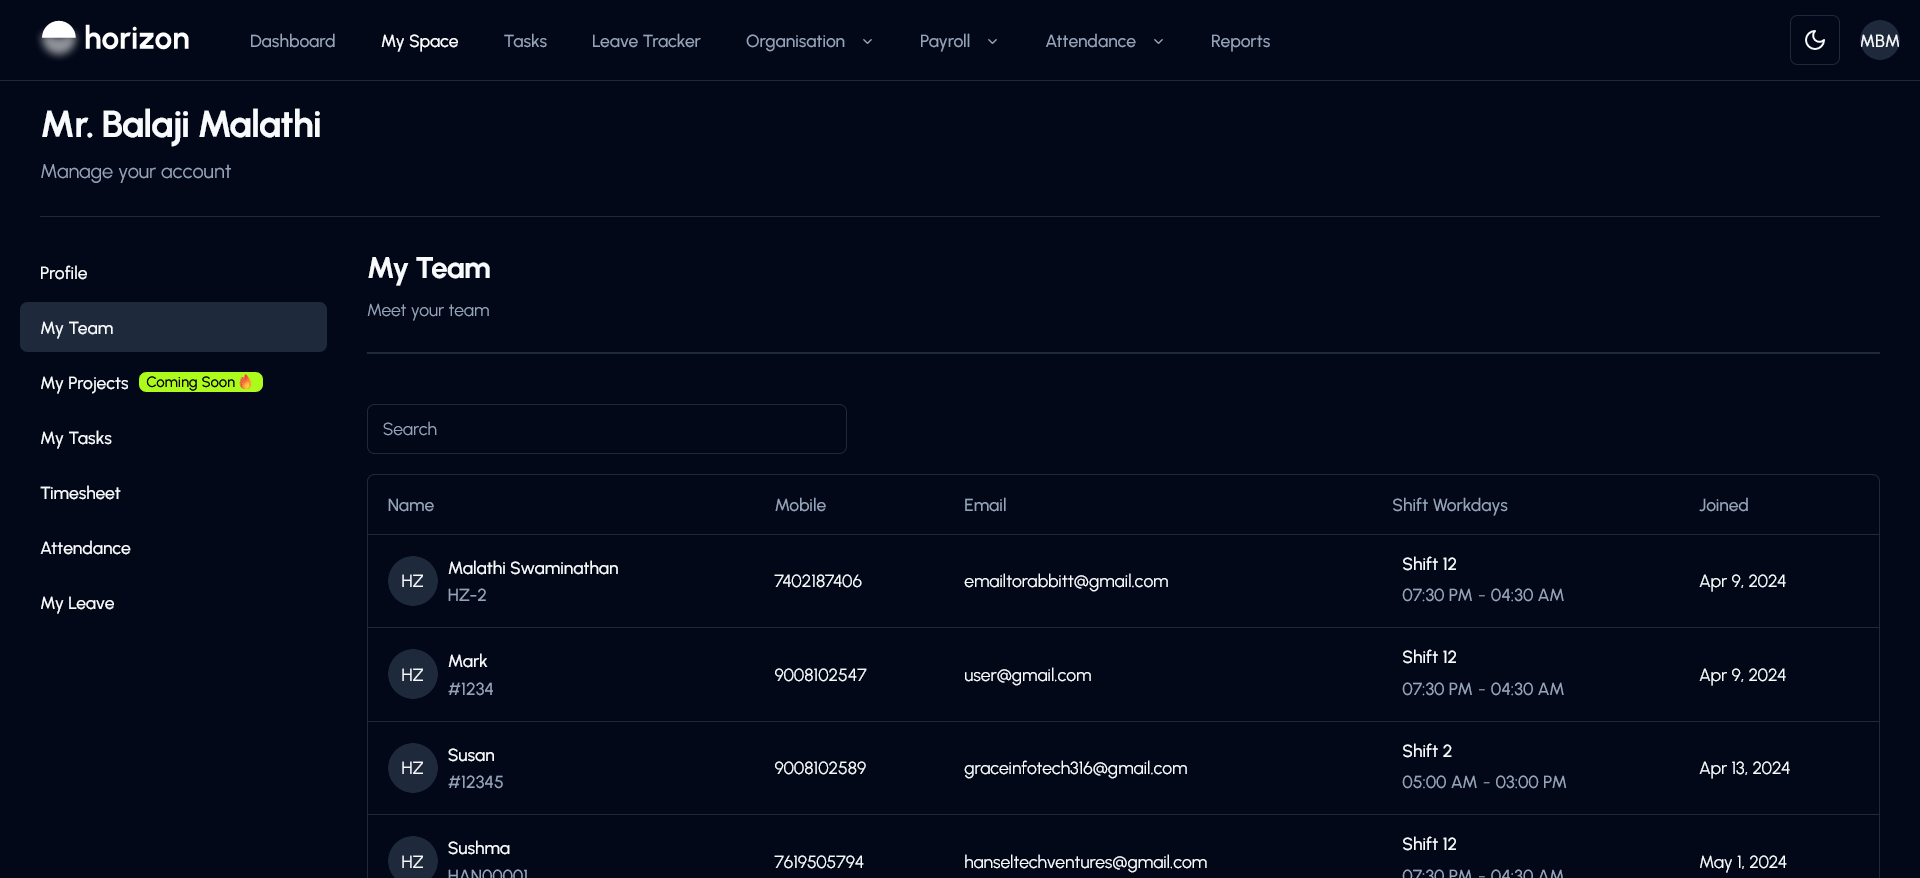 horizon Dashboard My Space Tasks Leave Tracker Organisation Payroll Attendance Reports MBM
Mr. Balaji Malathi
Manage your account
Profile
My Team
My Projects Coming Soon🔥
My Tasks
Timesheet
Attendance
My Leave
My Team
Meet your team
Search
Name Mobile Email Shift Workdays Joined
HZ Malathi Swaminathan 7402187406 emailtorabbitt@gmail.com Shift 12 Apr 9, 2024
HZ-2 07:30 PM - 04:30 AM
HZ Mark 9008102547 user@gmail.com Shift 12 Apr 9, 2024
#1234 07:30 PM - 04:30 AM
HZ Susan 9008102589 graceinfotech316@gmail.com Shift 2 Apr 13, 2024
#12345 05:00 AM - 03:00 PM
HZ Sushma 7619505794 hanseltechventures@gmail.com Shift 12 May 1, 2024
HAN00001 07:30 PM - 04:30 AM